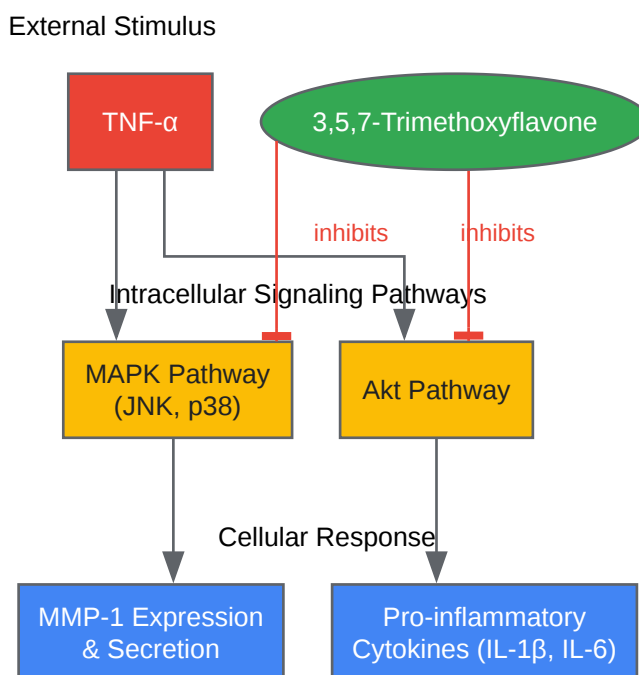 External Stimulus
TNF-α
3,5,7-Trimethoxyflavone
inhibits
inhibits
Intracellular Signaling Pathways
MAPK Pathway
(JNK, p38)
Akt Pathway
Cellular Response
MMP-1 Expression
& Secretion
Pro-inflammatory
Cytokines (IL-1β, IL-6)